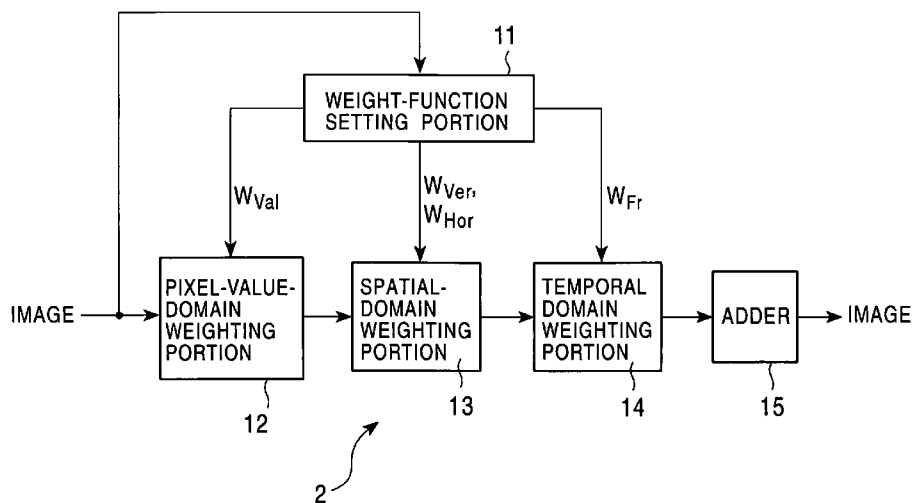 11
WEIGHT-FUNCTION
SETTING PORTION
WVal
WVer,
WHor
WFr
IMAGE
PIXEL-VALUE-
DOMAIN
WEIGHTING
PORTION
SPATIAL-
DOMAIN
WEIGHTING
PORTION
TEMPORAL
DOMAIN
WEIGHTING
PORTION
ADDER
IMAGE
12
13
14
15
2